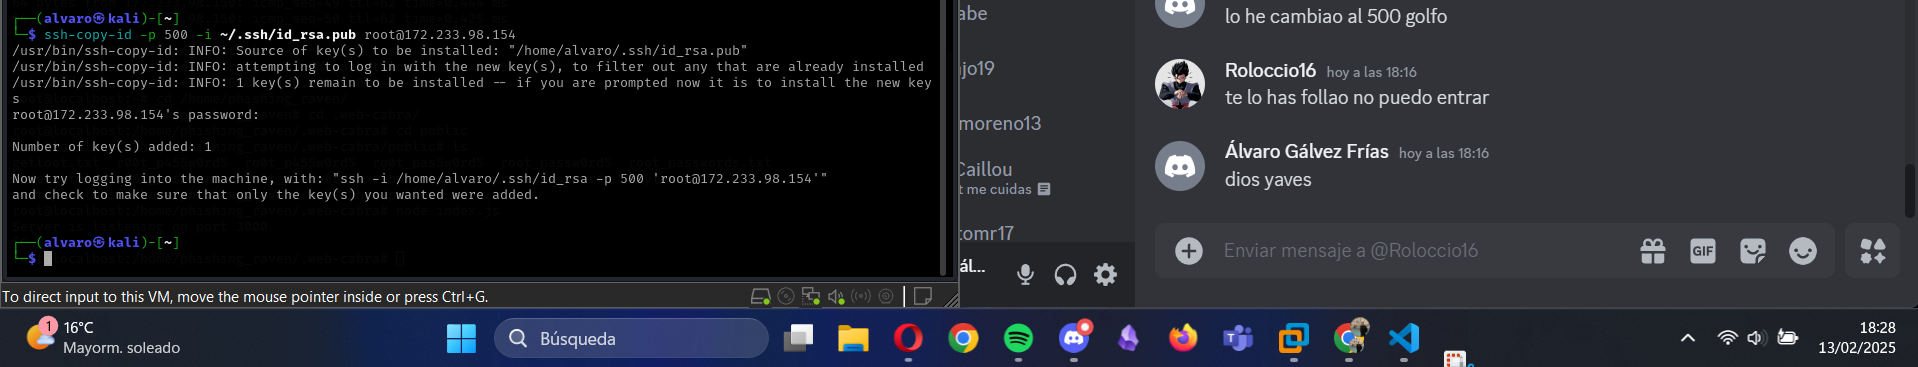 (alvaro㉿kali)-[~]
$ ssh-copy-id -p 500 -i ~/.ssh/id_rsa.pub root@172.233.98.154
/usr/bin/ssh-copy-id: INFO: Source of key(s) to be installed: "/home/alvaro/.ssh/id_rsa.pub"
/usr/bin/ssh-copy-id: INFO: attempting to log in with the new key(s), to filter out any that are already installed
/usr/bin/ssh-copy-id: INFO: 1 key(s) remain to be installed -- if you are prompted now it is to install the new key
s
root@172.233.98.154's password:
Number of key(s) added: 1
Now try logging into the machine, with: "ssh -i /home/alvaro/.ssh/id_rsa -p 500 'root@172.233.98.154'"
and check to make sure that only the key(s) you wanted were added.
(alvaro㉿kali)-[~]
$
To direct input to this VM, move the mouse pointer inside or press Ctrl+G.
abe
jo19
moreno13
Caillou
t me cuidas
tomr17
ál...
lo he cambiao al 500 golfo
Roloccio16 hoy a las 18:16
te lo has follao no puedo entrar
Álvaro Gálvez Frías hoy a las 18:16
dios yaves
Enviar mensaje a @Roloccio16
GIF
1
16°C
Mayorm. soleado
Búsqueda
18:28
13/02/2025